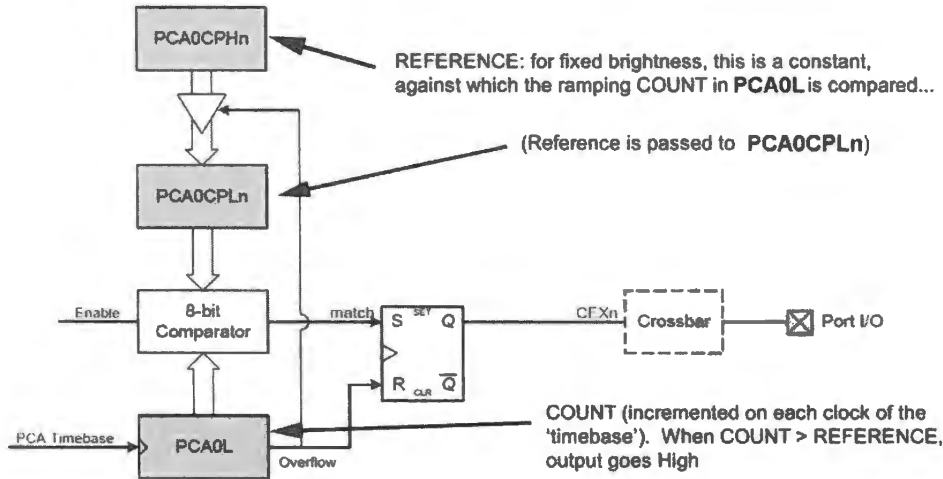 PCA0CPHn
REFERENCE: for fixed brightness, this is a constant,
against which the ramping COUNT in PCA0L is compared...
(Reference is passed to PCA0CPLn)
PCA0CPLn
Enable
8-bit
Comparator
match
S SET Q
R CLR Q
CEXn
Crossbar
Port I/O
PCA Timebase
PCA0L
Overflow
COUNT (incremented on each clock of the
'timebase'). When COUNT > REFERENCE,
output goes High